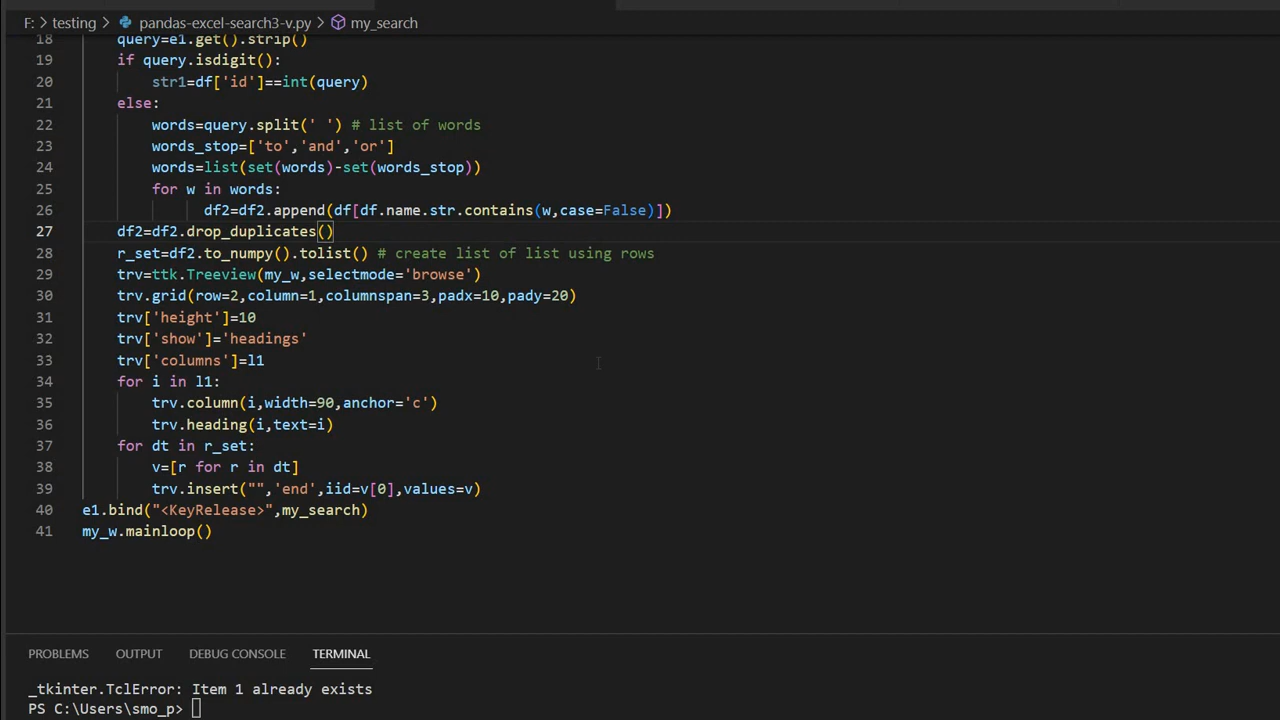 F: > testing > pandas-excel-search3-v.py > my_search
18 query=e1.get().strip()
19 if query.isdigit():
20 str1=df['id']==int(query)
21 else:
22 words=query.split(' ') # list of words
23 words_stop=['to','and','or']
24 words=list(set(words)-set(words_stop))
25 for w in words:
26 df2=df2.append(df[df.name.str.contains(w,case=False)])
27 df2=df2.drop_duplicates()
28 r_set=df2.to_numpy().tolist() # create list of list using rows
29 trv=ttk.Treeview(my_w,selectmode='browse')
30 trv.grid(row=2,column=1,columnspan=3,padx=10,pady=20)
31 trv['height']=10
32 trv['show']='headings'
33 trv['columns']=l1
34 for i in l1:
35 trv.column(i,width=90,anchor='c')
36 trv.heading(i,text=i)
37 for dt in r_set:
38 v=[r for r in dt]
39 trv.insert("",'end',iid=v[0],values=v)
40 e1.bind("<KeyRelease>",my_search)
41 my_w.mainloop()
PROBLEMS OUTPUT DEBUG CONSOLE TERMINAL
_tkinter.TclError: Item 1 already exists
PS C:\Users\smo_p>